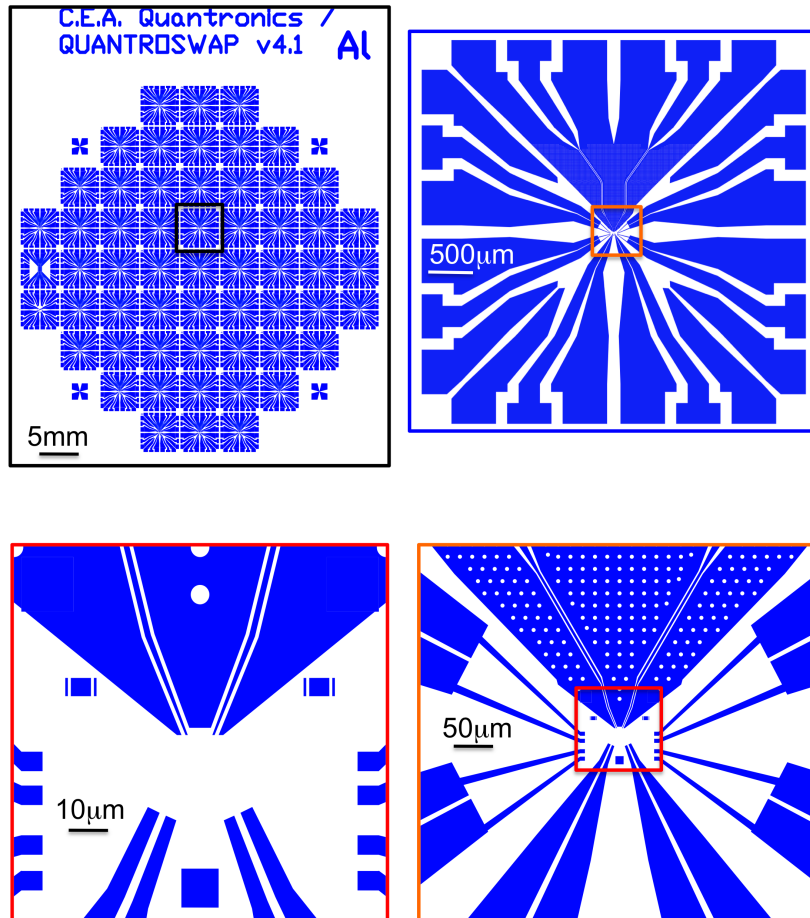 C.E.A. Quantronics /
QUANTROSWAP v4.1 Al
5mm
500μm
10μm
50μm